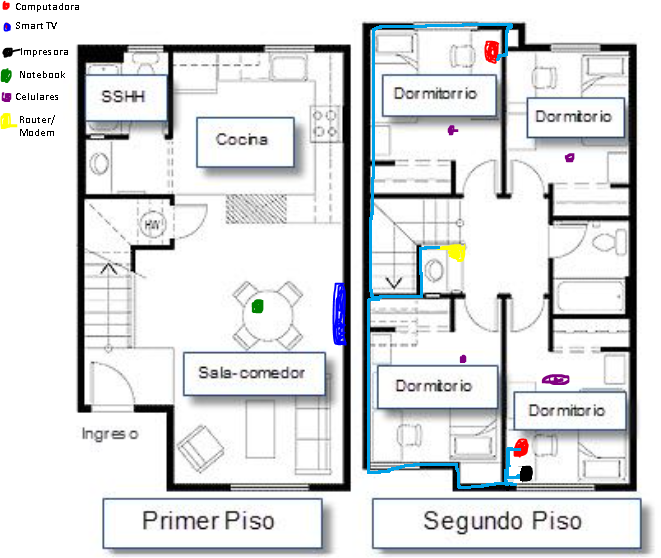 Computadora
Smart TV
Impresora
Notebook
Celulares
Router/
Modem
SSHH
Cocina
HW
Sala-comedor
Ingreso
Primer Piso
Dormitorrio
Dormitorio
Dormitorio
Dormitorio
Segundo Piso